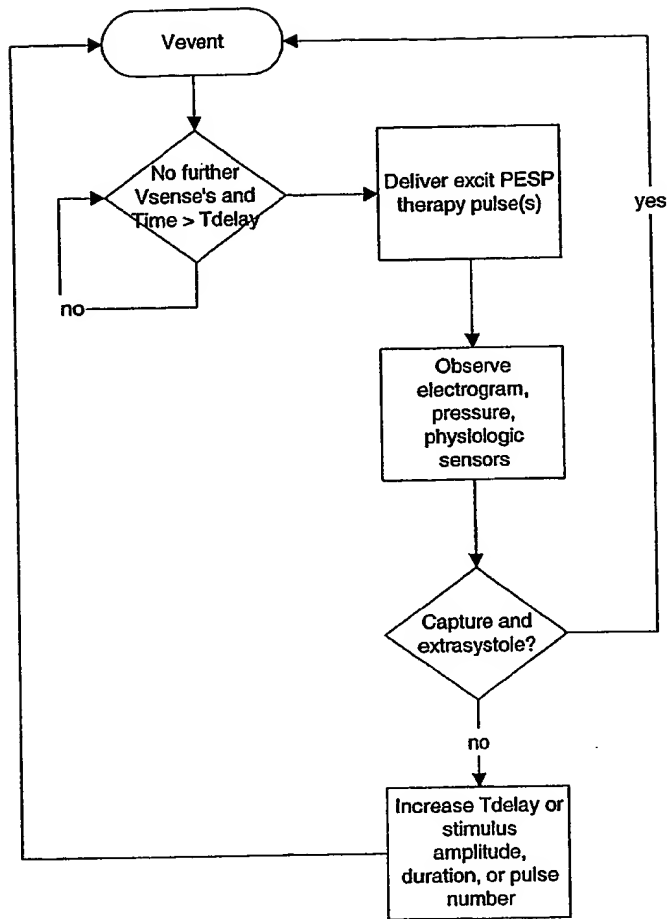 Vevent
No further
Vsense's and
Time > Tdelay
no
Deliver excit PESP
therapy pulse(s)
yes
Observe
electrogram,
pressure,
physiologic
sensors
Capture and
extrasystole?
no
Increase Tdelay or
stimulus
amplitude,
duration, or pulse
number